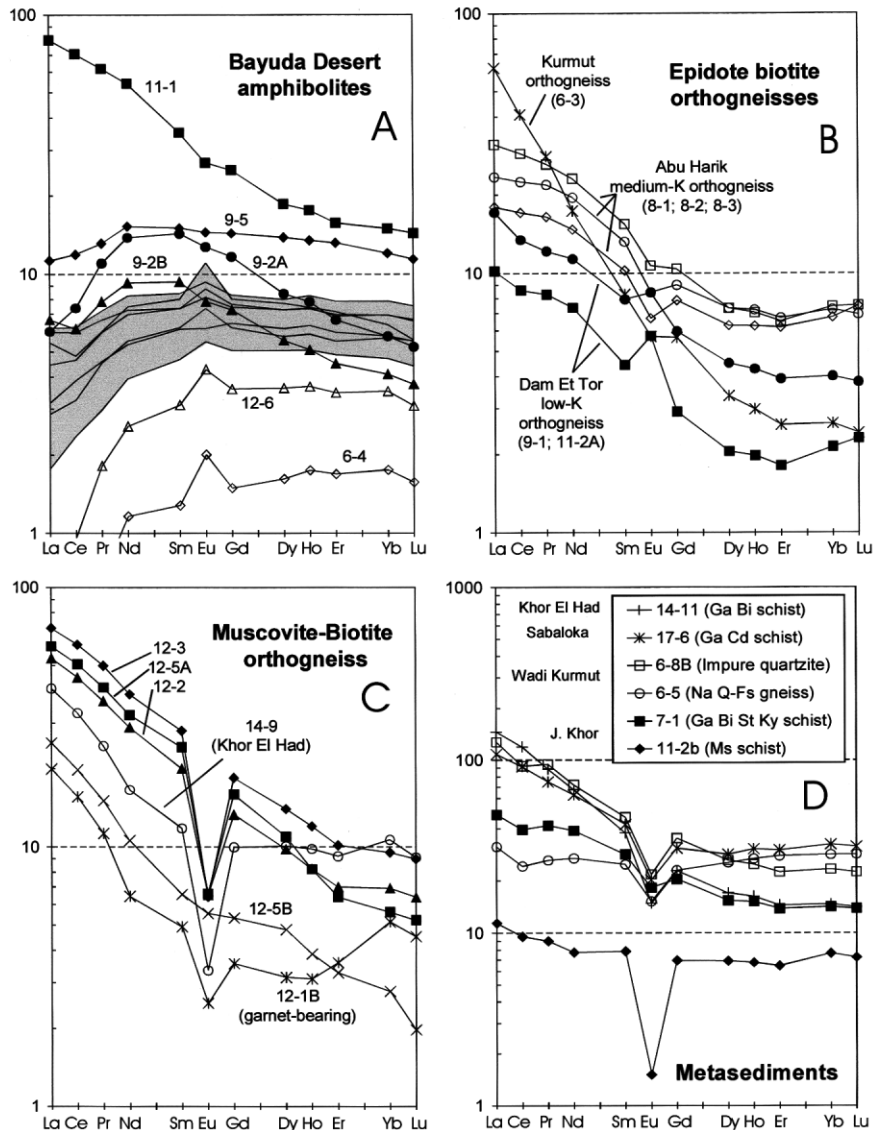 100
Bayuda Desert
amphibolites
11-1
A
9-5
10
9-2B
9-2A
12-6
6-4
1
La Ce Pr Nd Sm Eu Gd Dy Ho Er Yb Lu
100
Kurmut
orthogneiss
(6-3)
Epidote biotite
orthogneisses
B
Abu Harik
medium-K orthogneiss
(8-1; 8-2; 8-3)
10
Dam Et Tor
low-K
orthogneiss
(9-1; 11-2A)
1
La Ce Pr Nd Sm Eu Gd Dy Ho Er Yb Lu
100
Muscovite-Biotite
orthogneiss
12-3
12-5A
12-2
C
14-9
(Khor El Had)
10
12-5B
12-1B
(garnet-bearing)
1
La Ce Pr Nd Sm Eu Gd Dy Ho Er Yb Lu
1000
Khor El Had
Sabaloka
Wadi Kurmut
J. Khor
14-11 (Ga Bi schist)
17-6 (Ga Cd schist)
6-8B (Impure quartzite)
6-5 (Na Q-Fs gneiss)
7-1 (Ga Bi St Ky schist)
11-2b (Ms schist)
100
D
10
Metasediments
1
La Ce Pr Nd Sm Eu Gd Dy Ho Er Yb Lu